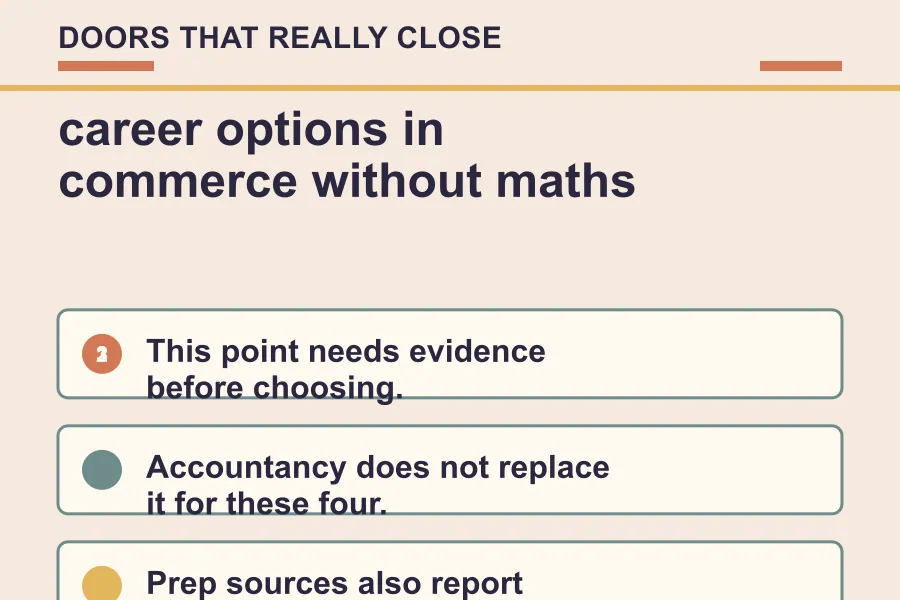 DOORS THAT REALLY CLOSE
career options in
commerce without maths
This point needs evidence
before choosing.
Accountancy does not replace
it for these four.
Prep sources also report